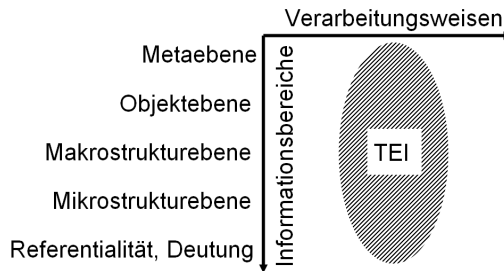 Verarbeitungsweisen
Metaebene
Objektebene
Makrostrukturebene
Mikrostrukturebene
Referentialität, Deutung
Informationsbereiche
TEI